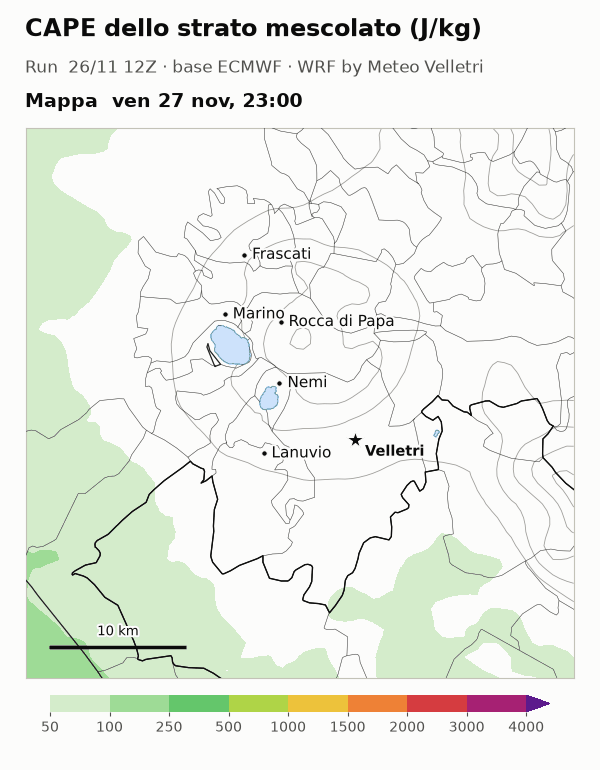 CAPE dello strato mescolato (J/kg)
Run  26/11 12Z · base ECMWF · WRF by Meteo Velletri
Mappa  ven 27 nov, 23:00
Frascati
Marino
Rocca di Papa
Nemi
Velletri
Lanuvio
10 km
50 100 250 500 1000 1500 2000 3000 4000